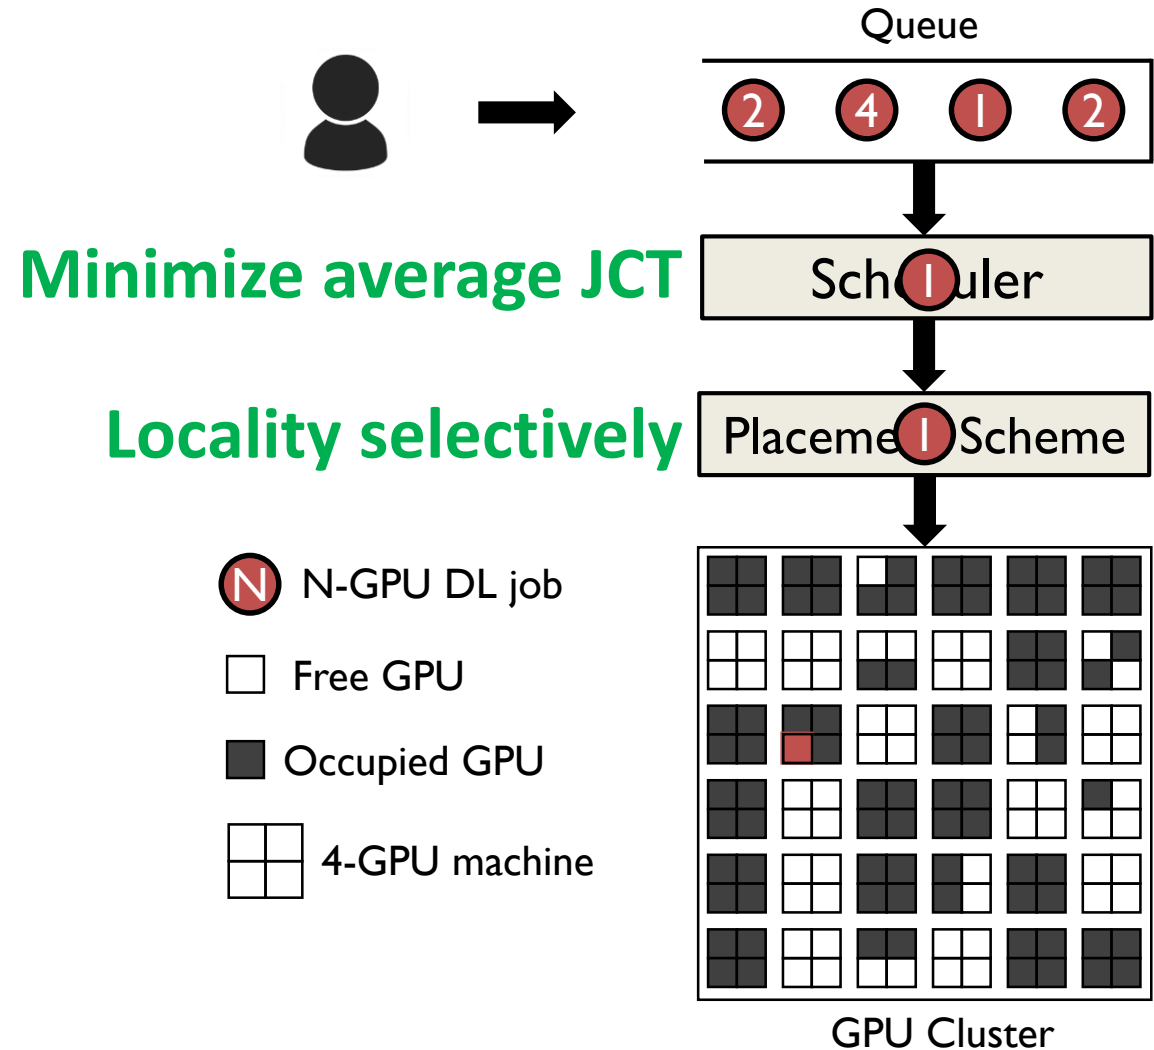 Queue
2 4 1 2
Minimize average JCT
Sch 1 uler
Locality selectively
Placeme 1 Scheme
N N-GPU DL job
Free GPU
Occupied GPU
4-GPU machine
GPU Cluster